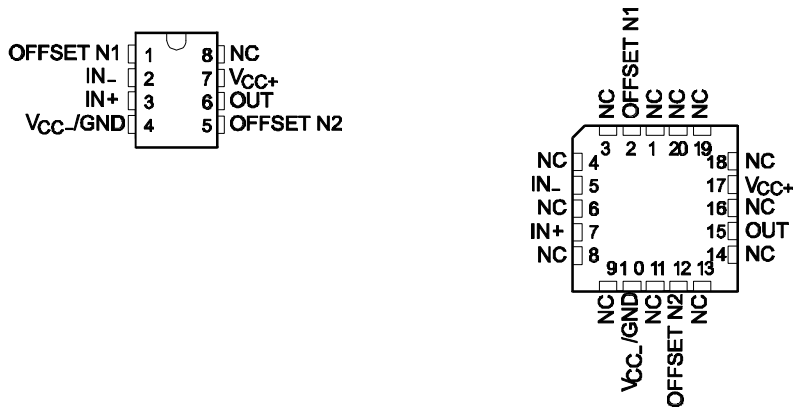 OFFSET N1 1 8 NC
IN− 2 7 VCC+
IN+ 3 6 OUT
VCC−/GND 4 5 OFFSET N2
NC OFFSET N1 NC NC NC
3 2 1 20 19
NC 4 18 NC
IN− 5 17 VCC+
NC 6 16 NC
IN+ 7 15 OUT
NC 8 14 NC
9 10 11 12 13
NC VCC−/GND NC OFFSET N2 NC